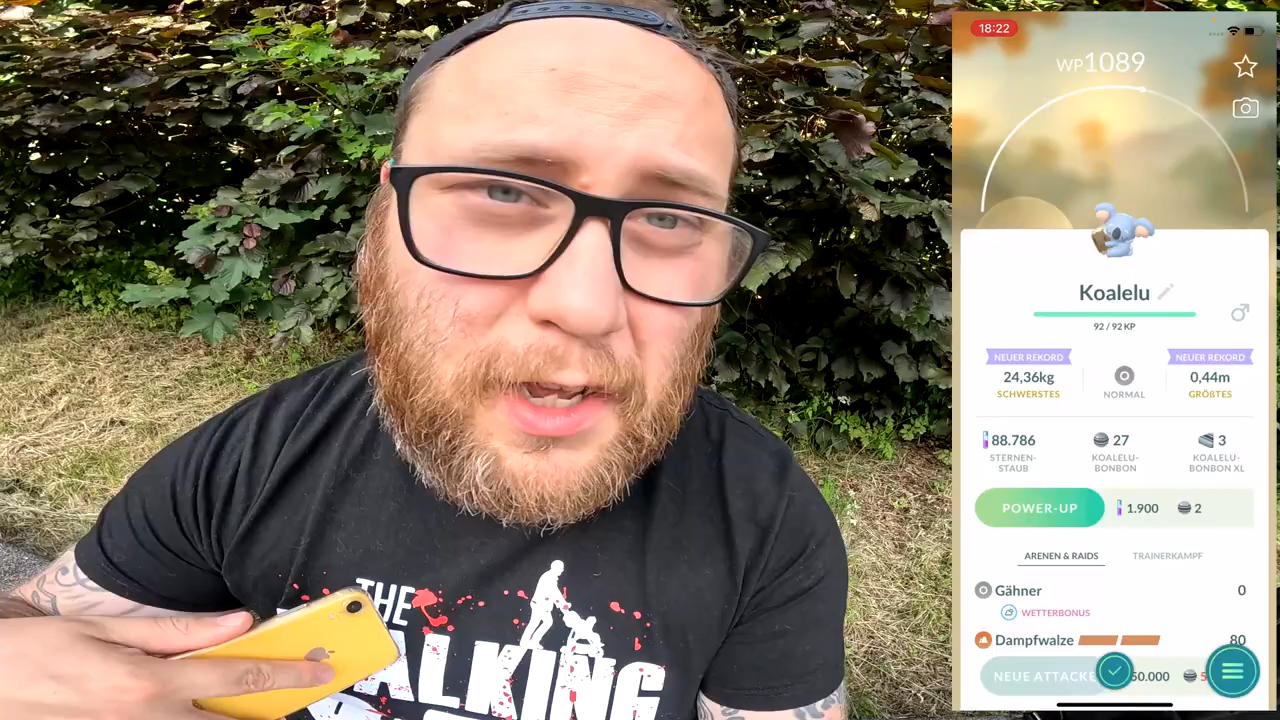 THE
WALKING
18:22
WP1089
Koalelu
92 / 92 KP
NEUER REKORD
24,36kg
SCHWERSTES
NORMAL
NEUER REKORD
0,44m
GRÖßTES
88.786
STERNEN-
STAUB
27
KOALELU-
BONBON
3
KOALELU-
BONBON XL
POWER-UP
1.900
2
ARENEN & RAIDS
TRAINERKAMPF
Gähner
0
WETTERBONUS
Dampfwalze
80
NEUE ATTACKE
50.000